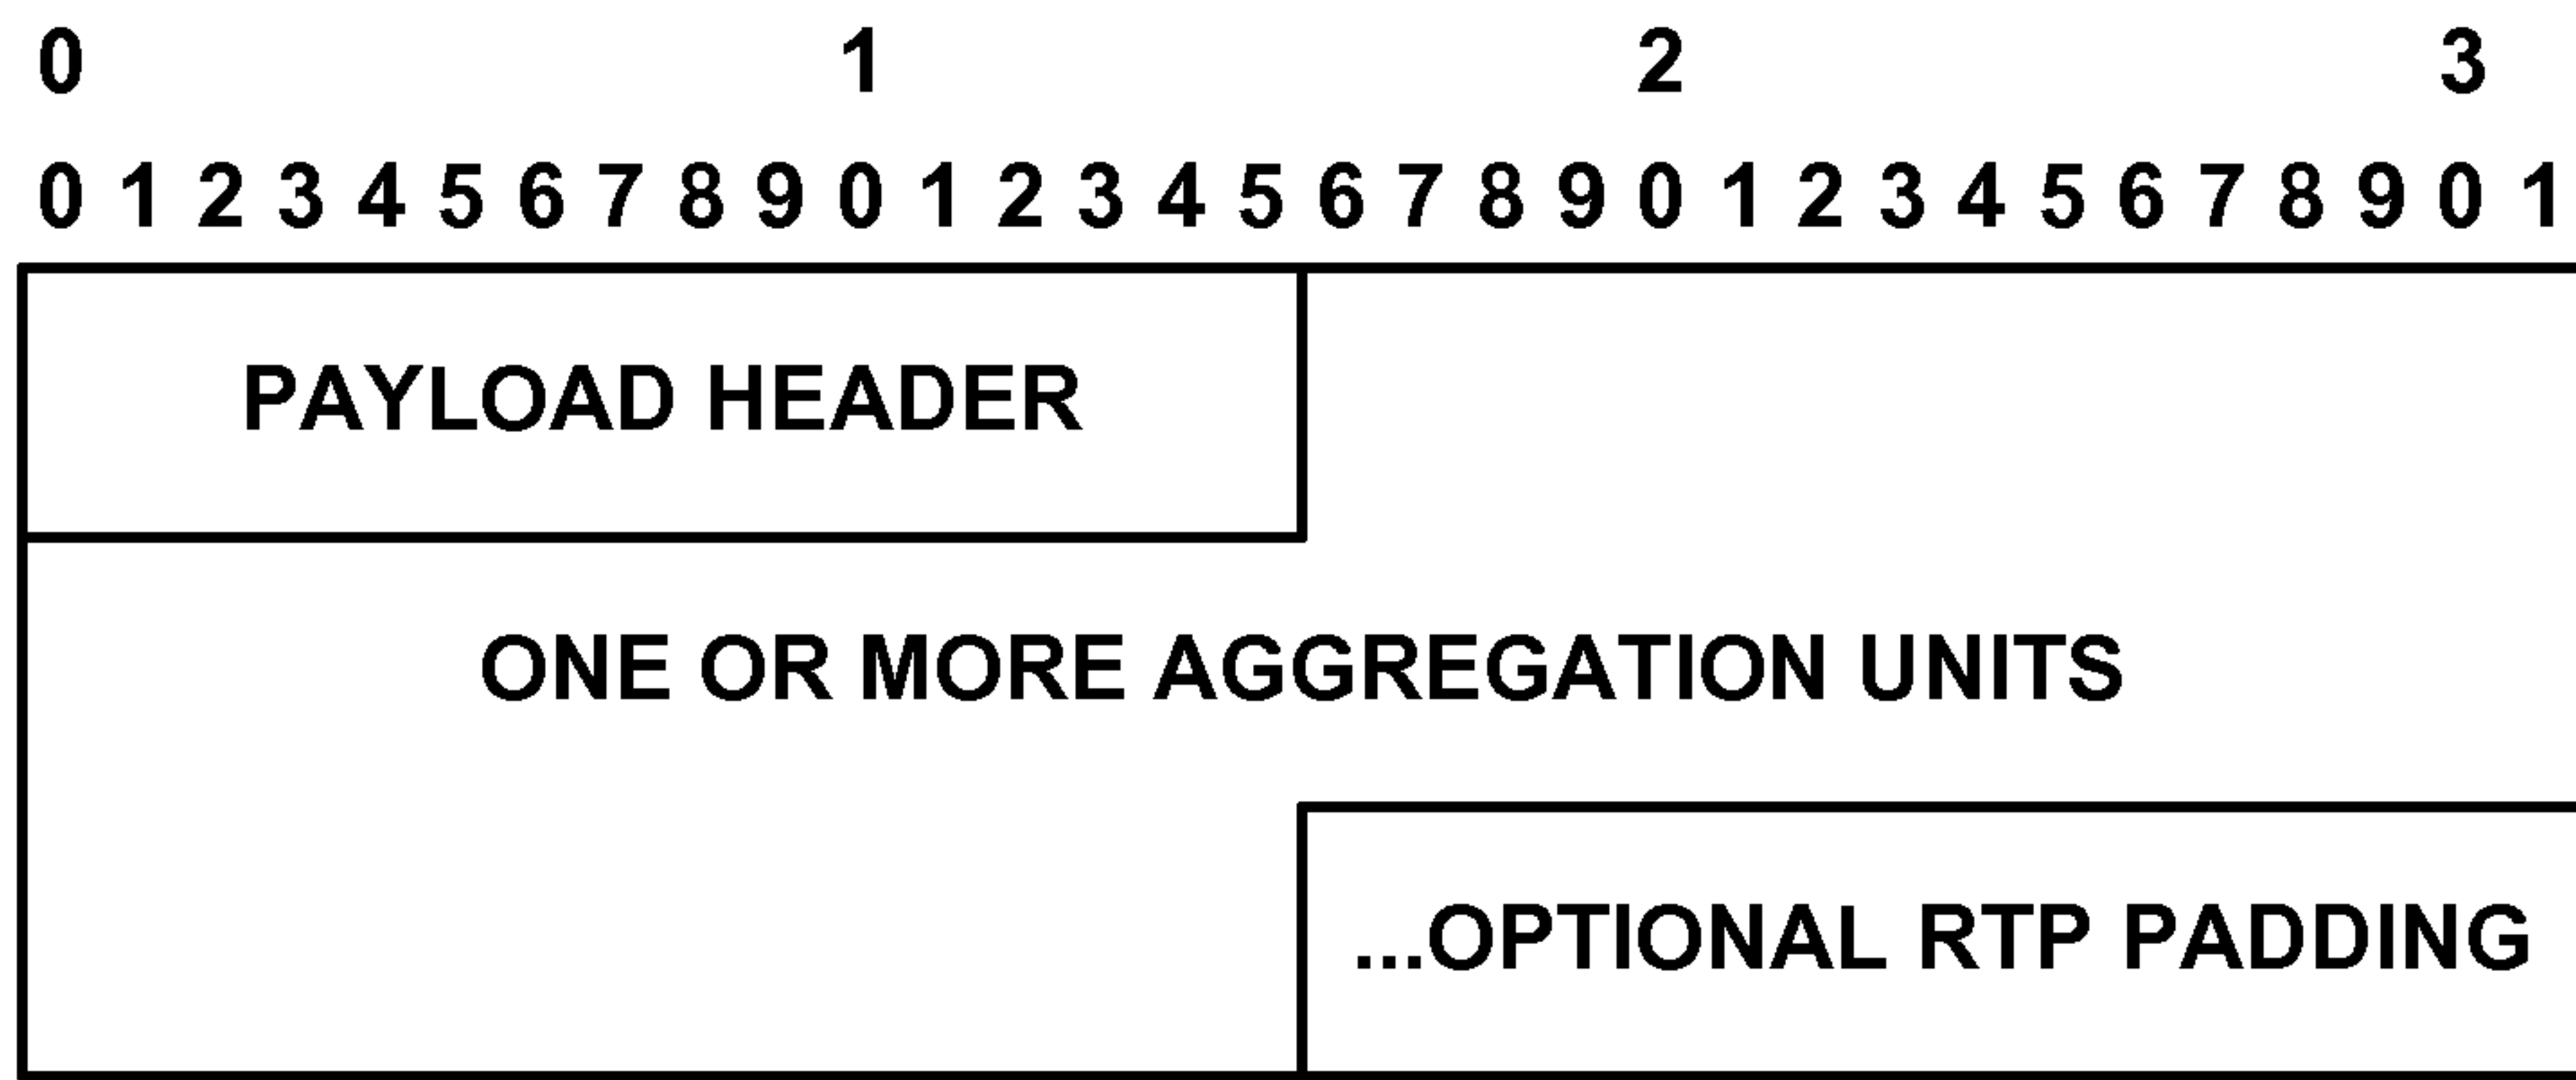 0 1 2 3
0 1 2 3 4 5 6 7 8 9 0 1 2 3 4 5 6 7 8 9 0 1 2 3 4 5 6 7 8 9 0 1
PAYLOAD HEADER
ONE OR MORE AGGREGATION UNITS
...OPTIONAL RTP PADDING